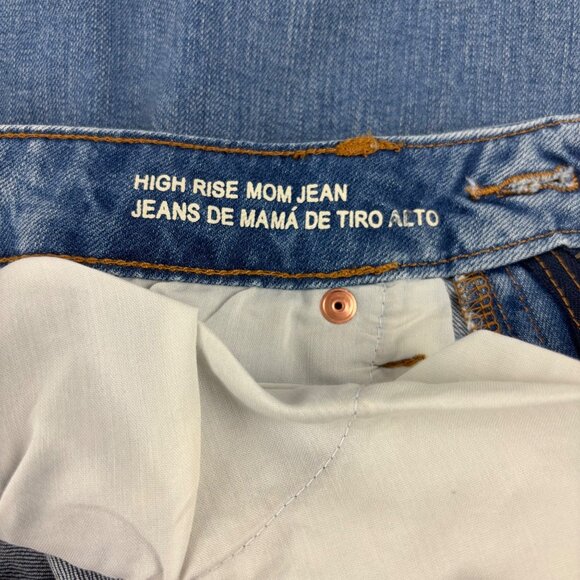 HIGH RISE MOM JEAN
JEANS DE MAMÁ DE TIRO ALTO